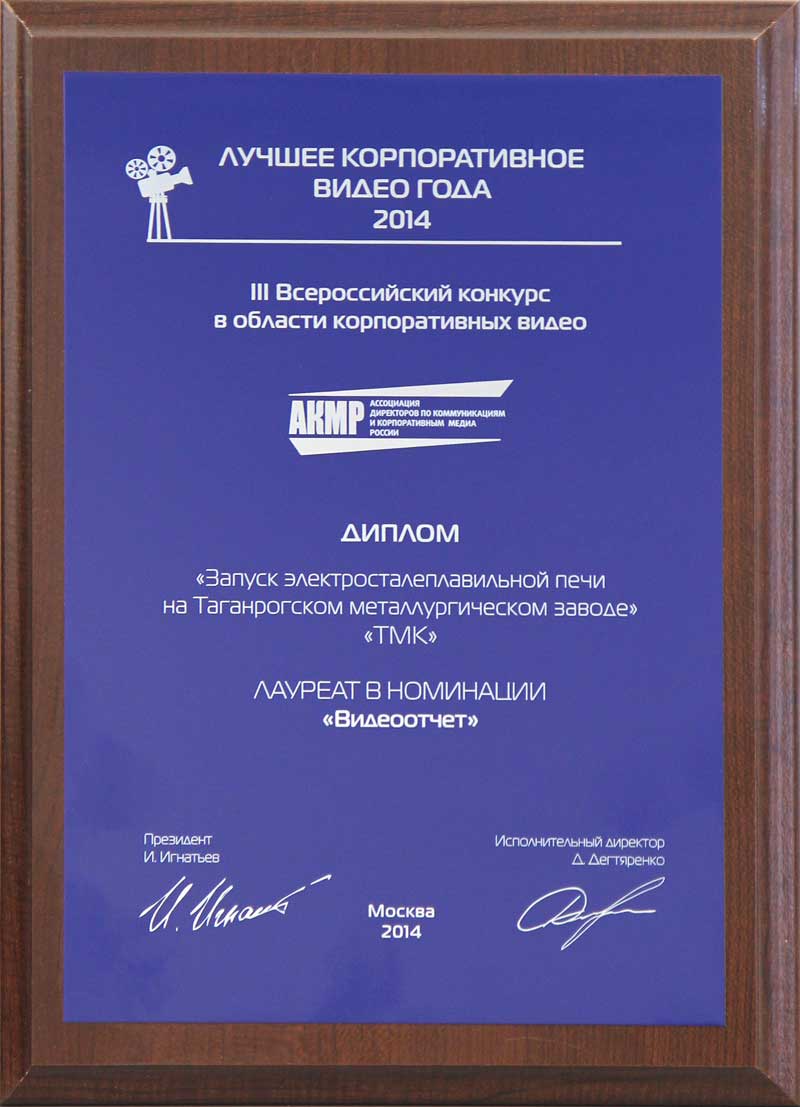 ЛУЧШЕЕ КОРПОРАТИВНОЕ
ВИДЕО ГОДА
2014
III Всероссийский конкурс
в области корпоративных видео
АКМР
АССОЦИАЦИЯ
ДИРЕКТОРОВ ПО КОММУНИКАЦИЯМ
И КОРПОРАТИВНЫМ МЕДИА
РОССИИ
ДИПЛОМ
«Запуск электросталеплавильной печи
на Таганрогском металлургическом заводе»
«ТМК»
ЛАУРЕАТ В НОМИНАЦИИ
«Видеоотчет»
Президент
И. Игнатьев
Исполнительный директор
Д. Дегтяренко
И. Игнат
Москва
2014